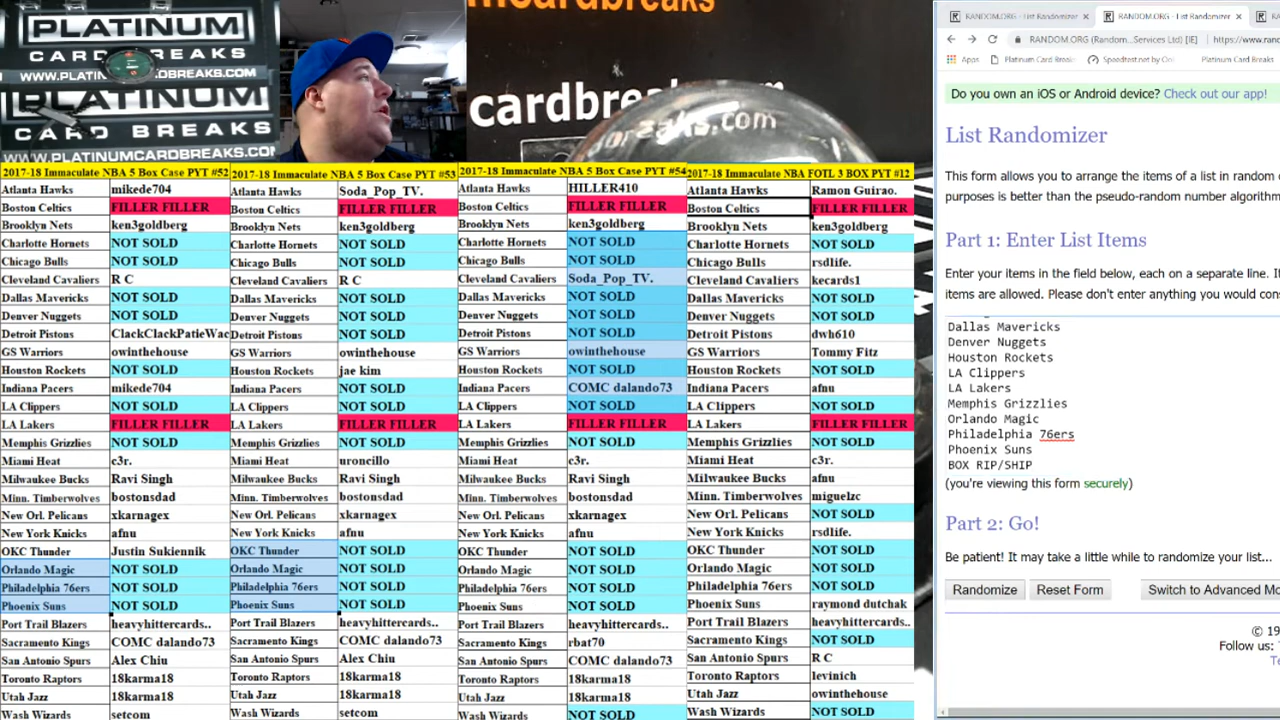 PLATINUM
CARD BREAKS
WWW.PLATINUMCARDBREAKS.COM
PLATINUM
CARD BREAKS
WWW.PLATINUMCARDBREAKS.COM
mcardbreaks
cardbreaks.com
2017-18 Immaculate NBA 5 Box Case PYT #52
Atlanta Hawks mikede704
Boston Celtics FILLER FILLER
Brooklyn Nets ken3goldberg
Charlotte Hornets NOT SOLD
Chicago Bulls NOT SOLD
Cleveland Cavaliers R C
Dallas Mavericks NOT SOLD
Denver Nuggets NOT SOLD
Detroit Pistons ClackClackPatieWac
GS Warriors owinthehouse
Houston Rockets NOT SOLD
Indiana Pacers mikede704
LA Clippers NOT SOLD
LA Lakers FILLER FILLER
Memphis Grizzlies NOT SOLD
Miami Heat c3r.
Milwaukee Bucks Ravi Singh
Minn. Timberwolves bostonsdad
New Orl. Pelicans xkarnagex
New York Knicks afnu
OKC Thunder Justin Sukiennik
Orlando Magic NOT SOLD
Philadelphia 76ers NOT SOLD
Phoenix Suns NOT SOLD
Port Trail Blazers heavyhittercards..
Sacramento Kings COMC dalando73
San Antonio Spurs Alex Chiu
Toronto Raptors 18karma18
Utah Jazz 18karma18
Wash Wizards setcom
2017-18 Immaculate NBA 5 Box Case PYT #53
Atlanta Hawks Soda_Pop_TV.
Boston Celtics FILLER FILLER
Brooklyn Nets ken3goldberg
Charlotte Hornets NOT SOLD
Chicago Bulls NOT SOLD
Cleveland Cavaliers R C
Dallas Mavericks NOT SOLD
Denver Nuggets NOT SOLD
Detroit Pistons NOT SOLD
GS Warriors owinthehouse
Houston Rockets jae kim
Indiana Pacers NOT SOLD
LA Clippers NOT SOLD
LA Lakers FILLER FILLER
Memphis Grizzlies NOT SOLD
Miami Heat uroncillo
Milwaukee Bucks Ravi Singh
Minn. Timberwolves bostonsdad
New Orl. Pelicans xkarnagex
New York Knicks afnu
OKC Thunder NOT SOLD
Orlando Magic NOT SOLD
Philadelphia 76ers NOT SOLD
Phoenix Suns NOT SOLD
Port Trail Blazers heavyhittercards..
Sacramento Kings COMC dalando73
San Antonio Spurs Alex Chiu
Toronto Raptors 18karma18
Utah Jazz 18karma18
Wash Wizards setcom
2017-18 Immaculate NBA 5 Box Case PYT #54
Atlanta Hawks HILLER410
Boston Celtics FILLER FILLER
Brooklyn Nets ken3goldberg
Charlotte Hornets NOT SOLD
Chicago Bulls NOT SOLD
Cleveland Cavaliers Soda_Pop_TV.
Dallas Mavericks NOT SOLD
Denver Nuggets NOT SOLD
Detroit Pistons NOT SOLD
GS Warriors owinthehouse
Houston Rockets NOT SOLD
Indiana Pacers COMC dalando73
LA Clippers NOT SOLD
LA Lakers FILLER FILLER
Memphis Grizzlies NOT SOLD
Miami Heat c3r.
Milwaukee Bucks Ravi Singh
Minn. Timberwolves bostonsdad
New Orl. Pelicans xkarnagex
New York Knicks afnu
OKC Thunder NOT SOLD
Orlando Magic NOT SOLD
Philadelphia 76ers NOT SOLD
Phoenix Suns NOT SOLD
Port Trail Blazers heavyhittercards..
Sacramento Kings rbat70
San Antonio Spurs COMC dalando73
Toronto Raptors 18karma18
Utah Jazz 18karma18
Wash Wizards NOT SOLD
2017-18 Immaculate NBA FOTL 3 BOX PYT #12
Atlanta Hawks Ramon Guirao.
Boston Celtics FILLER FILLER
Brooklyn Nets ken3goldberg
Charlotte Hornets NOT SOLD
Chicago Bulls rsdlife.
Cleveland Cavaliers kecards1
Dallas Mavericks NOT SOLD
Denver Nuggets NOT SOLD
Detroit Pistons dwh610
GS Warriors Tommy Fitz
Houston Rockets NOT SOLD
Indiana Pacers afnu
LA Clippers NOT SOLD
LA Lakers FILLER FILLER
Memphis Grizzlies NOT SOLD
Miami Heat c3r.
Milwaukee Bucks afnu
Minn. Timberwolves miguelzc
New Orl. Pelicans NOT SOLD
New York Knicks rsdlife.
OKC Thunder NOT SOLD
Orlando Magic NOT SOLD
Philadelphia 76ers NOT SOLD
Phoenix Suns raymond dutchak
Port Trail Blazers heavyhittercards..
Sacramento Kings NOT SOLD
San Antonio Spurs R C
Toronto Raptors levinich
Utah Jazz owinthehouse
Wash Wizards NOT SOLD
RANDOM.ORG - List Randomizer RANDOM.ORG - List Randomizer
RANDOM.ORG (Random...Services Ltd) [IE] https://www.ran
Apps Platinum Card Break Speedtest.net by Oo Platinum Card Breaks
Do you own an iOS or Android device? Check out our app!
List Randomizer
This form allows you to arrange the items of a list in random
purposes is better than the pseudo-random number algorithm
Part 1: Enter List Items
Enter your items in the field below, each on a separate line. I
items are allowed. Please don't enter anything you would cons
Dallas Mavericks
Denver Nuggets
Houston Rockets
LA Clippers
LA Lakers
Memphis Grizzlies
Orlando Magic
Philadelphia 76ers
Phoenix Suns
BOX RIP/SHIP
(you're viewing this form securely)
Part 2: Go!
Be patient! It may take a little while to randomize your list...
Randomize Reset Form Switch to Advanced Mo
© 19
Follow us: